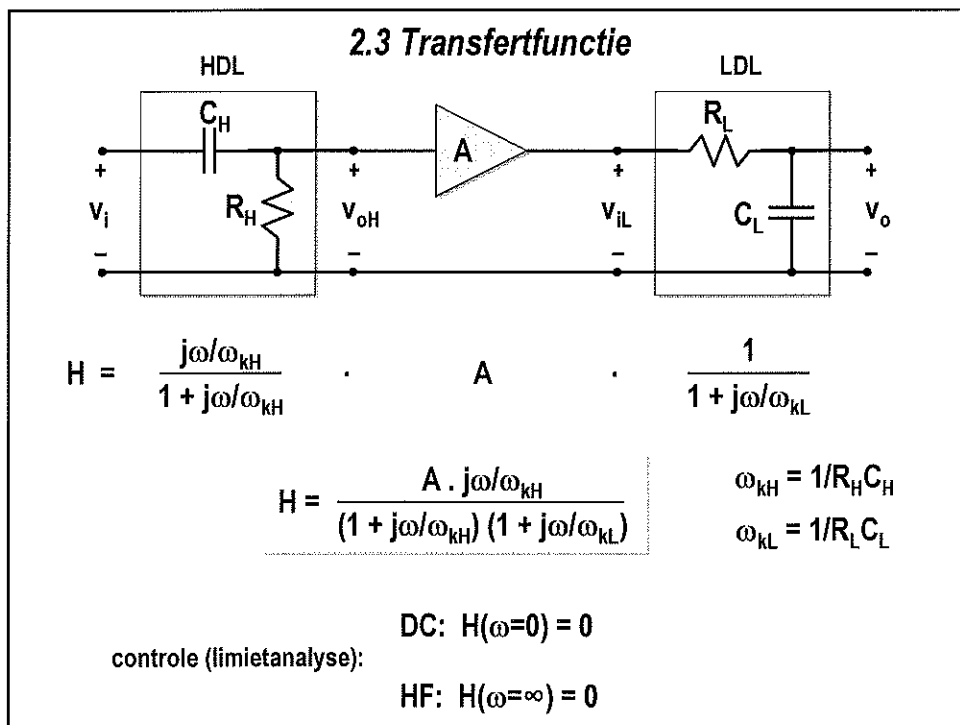 2.3 Transfertfunctie
HDL
LDL
C_H
R_L
+
+
A
+
+
v_i
R_H
v_oH
v_iL
C_L
v_o
–
–
–
–
H = jω/ω_kH / 1 + jω/ω_kH · A · 1 / 1 + jω/ω_kL
H = A . jω/ω_kH / (1 + jω/ω_kH) (1 + jω/ω_kL)
ω_kH = 1/R_HC_H
ω_kL = 1/R_LC_L
DC: H(ω=0) = 0
controle (limietanalyse):
HF: H(ω=∞) = 0